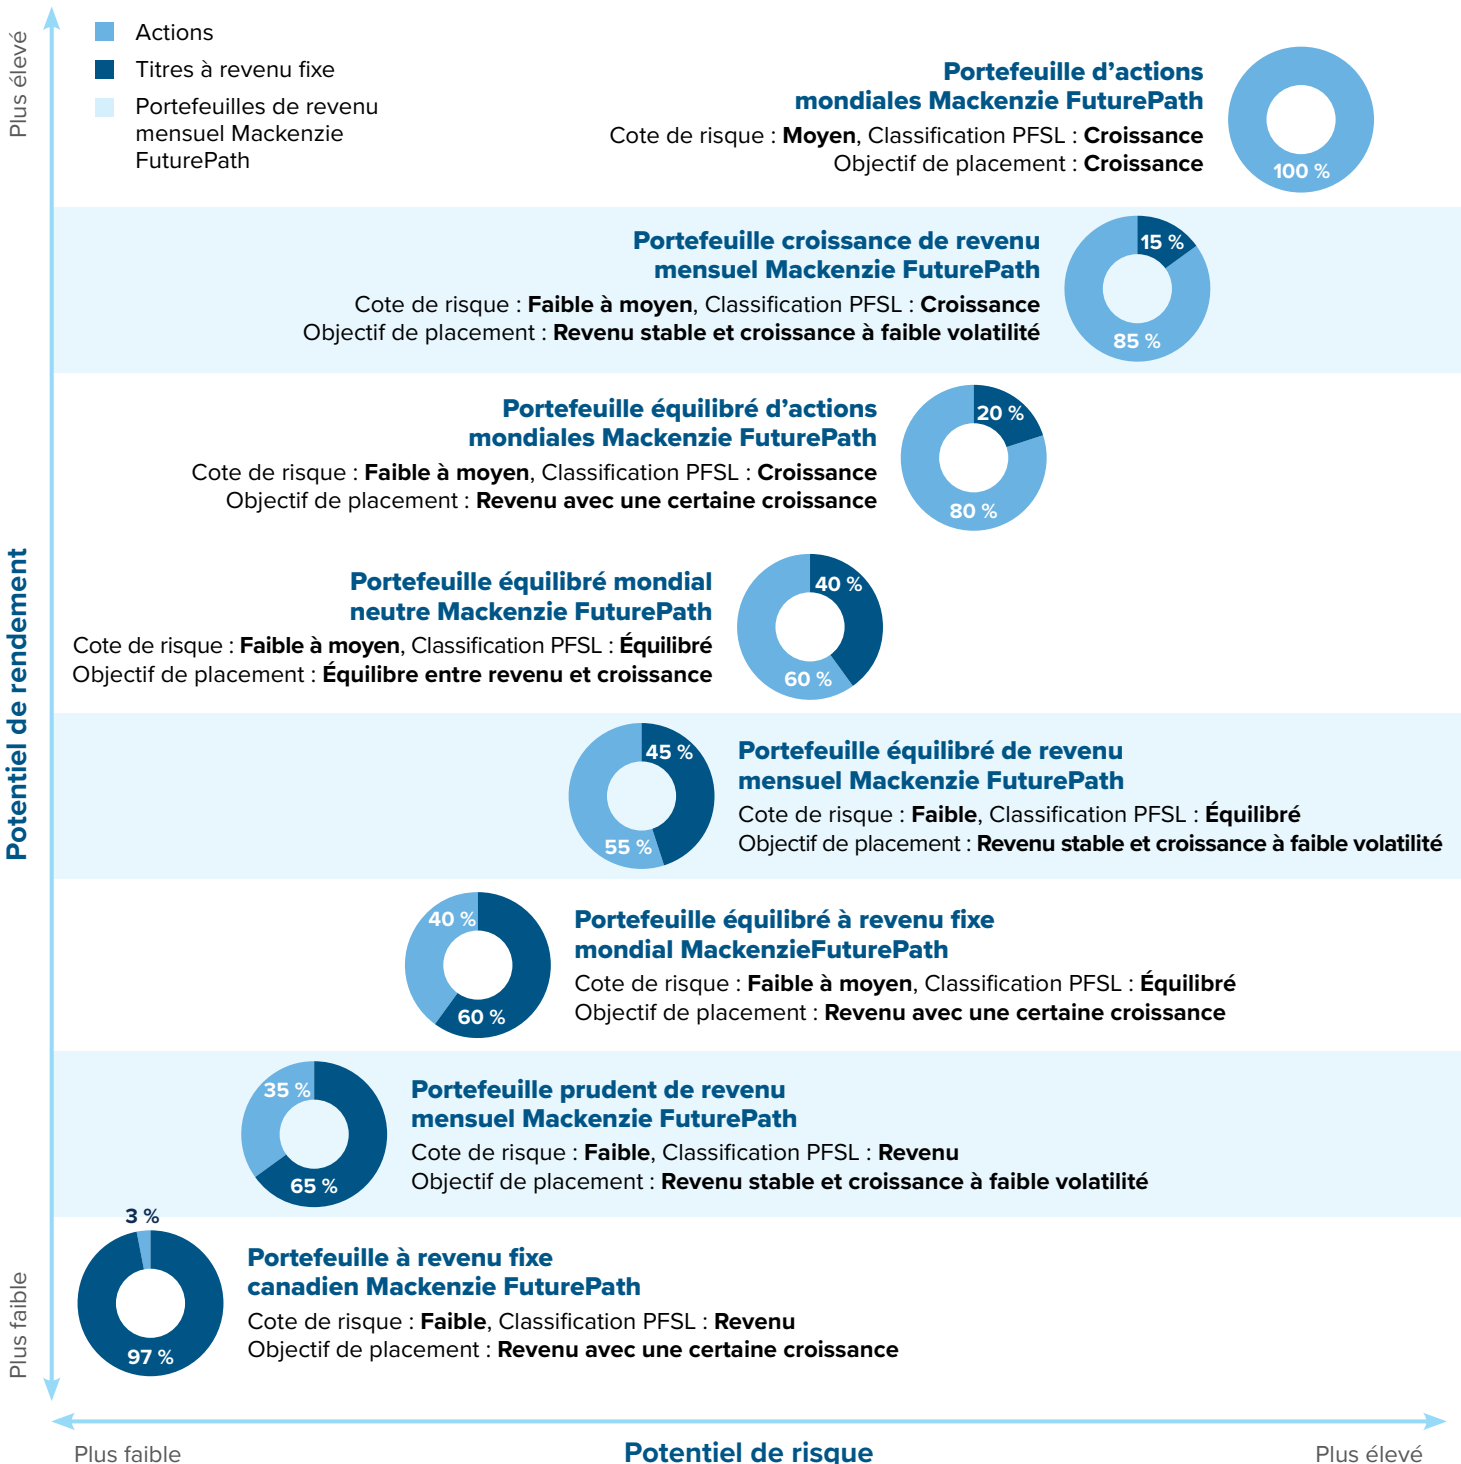 Plus élevé
Actions
Titres à revenu fixe
Portefeuilles de revenu
mensuel Mackenzie
FuturePath
Portefeuille d’actions
mondiales Mackenzie FuturePath
Cote de risque : Moyen, Classification PFSL : Croissance
Objectif de placement : Croissance
100 %
Portefeuille croissance de revenu
mensuel Mackenzie FuturePath
Cote de risque : Faible à moyen, Classification PFSL : Croissance
Objectif de placement : Revenu stable et croissance à faible volatilité
15 %
85 %
Portefeuille équilibré d’actions
mondiales Mackenzie FuturePath
Cote de risque : Faible à moyen, Classification PFSL : Croissance
Objectif de placement : Revenu avec une certaine croissance
20 %
80 %
Potentiel de rendement
Portefeuille équilibré mondial
neutre Mackenzie FuturePath
Cote de risque : Faible à moyen, Classification PFSL : Équilibré
Objectif de placement : Équilibre entre revenu et croissance
40 %
60 %
45 %
55 %
Portefeuille équilibré de revenu
mensuel Mackenzie FuturePath
Cote de risque : Faible, Classification PFSL : Équilibré
Objectif de placement : Revenu stable et croissance à faible volatilité
40 %
60 %
Portefeuille équilibré à revenu fixe
mondial MackenzieFuturePath
Cote de risque : Faible à moyen, Classification PFSL : Équilibré
Objectif de placement : Revenu avec une certaine croissance
35 %
65 %
Portefeuille prudent de revenu
mensuel Mackenzie FuturePath
Cote de risque : Faible, Classification PFSL : Revenu
Objectif de placement : Revenu stable et croissance à faible volatilité
3 %
97 %
Portefeuille à revenu fixe
canadien Mackenzie FuturePath
Cote de risque : Faible, Classification PFSL : Revenu
Objectif de placement : Revenu avec une certaine croissance
Plus faible
Plus faible
Potentiel de risque
Plus élevé